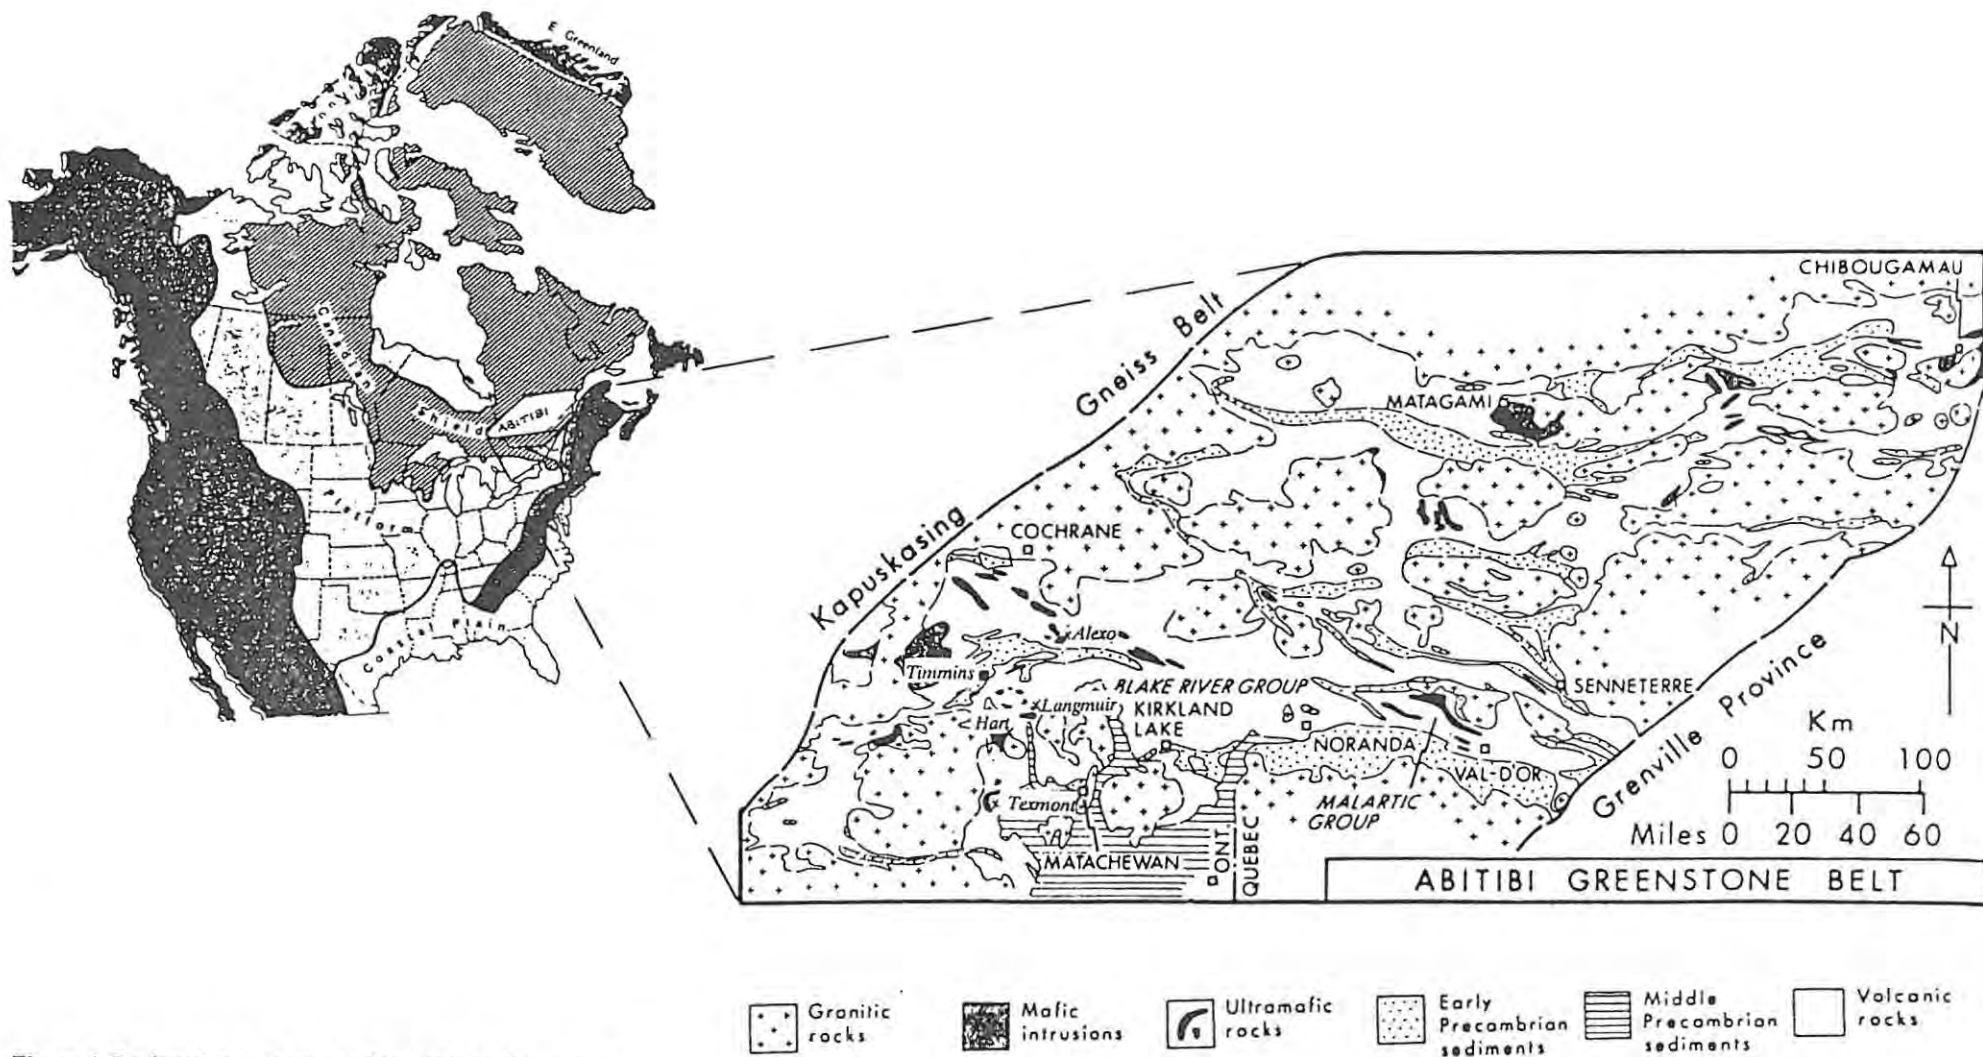 E Greenland
Canadian
Shield
ABITIBI
Platform
Coastal Plain
CHIBOUGAMAU
Kapuskasing Gneiss Belt
MATAGAMI
COCHRANE
Alexo
Timmins
BLAKE RIVER GROUP
SENNETERRE
Langmuir
KIRKLAND
LAKE
Hart
NORANDA
VAL-D'OR
Grenville Province
N
Texmont
MALARTIC
GROUP
MATACHEWAN
ONT
QUEBEC
Km
0 50 100
Miles 0 20 40 60
ABITIBI GREENSTONE BELT
Granitic
rocks
Mafic
intrusions
Ultramafic
rocks
Early
Precambrian
sediments
Middle
Precambrian
sediments
Volcanic
rocks